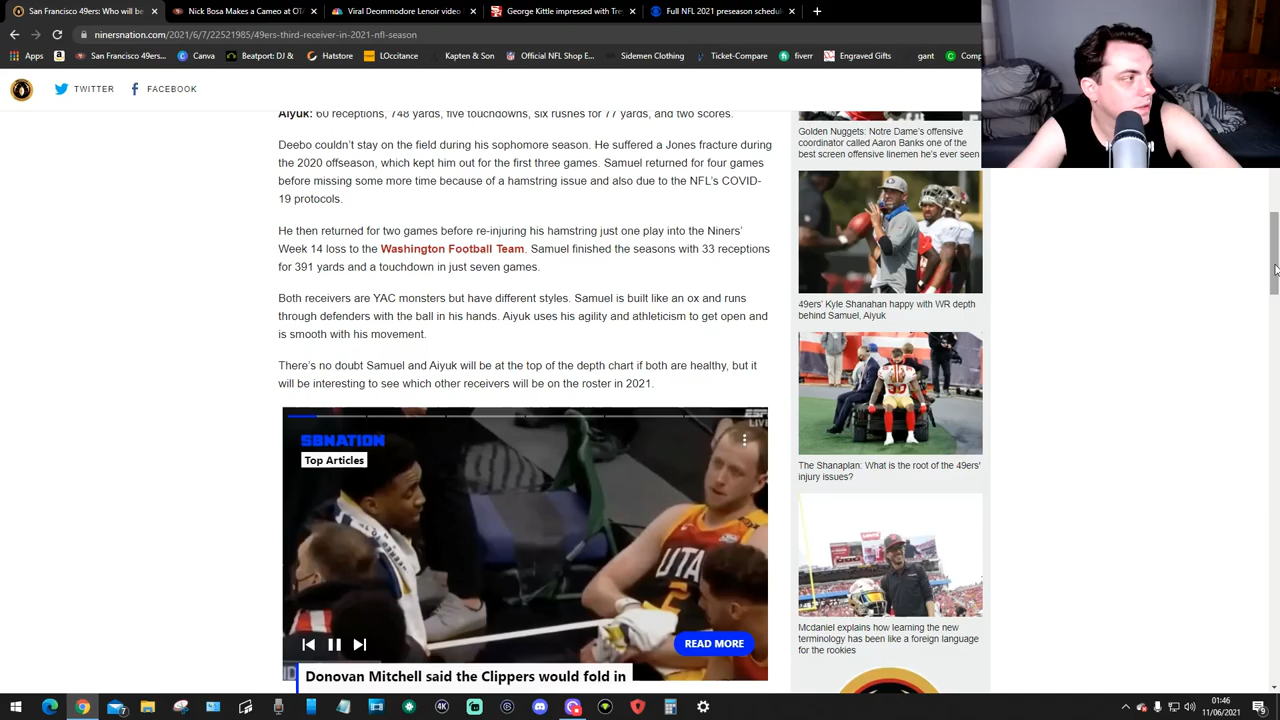 San Francisco 49ers: Who will be
Nick Bosa Makes a Cameo at OTA
Viral Deommodore Lenoir video
George Kittle impressed with Tre
Full NFL 2021 preseason schedul
ninersnation.com/2021/6/7/22521985/49ers-third-receiver-in-2021-nfl-season
Apps
San Francisco 49ers...
Canva
Beatport: DJ &
Hatstore
LOccitance
Kapten & Son
Official NFL Shop E...
Sidemen Clothing
Ticket-Compare
fiverr
Engraved Gifts
gant
Comp
TWITTER
FACEBOOK
Aiyuk: 60 receptions, 748 yards, five touchdowns, six rushes for 77 yards, and two scores.
Deebo couldn't stay on the field during his sophomore season. He suffered a Jones fracture during
the 2020 offseason, which kept him out for the first three games. Samuel returned for four games
before missing some more time because of a hamstring issue and also due to the NFL's COVID-
19 protocols.
He then returned for two games before re-injuring his hamstring just one play into the Niners'
Week 14 loss to the Washington Football Team. Samuel finished the seasons with 33 receptions
for 391 yards and a touchdown in just seven games.
Both receivers are YAC monsters but have different styles. Samuel is built like an ox and runs
through defenders with the ball in his hands. Aiyuk uses his agility and athleticism to get open and
is smooth with his movement.
There's no doubt Samuel and Aiyuk will be at the top of the depth chart if both are healthy, but it
will be interesting to see which other receivers will be on the roster in 2021.
SBNATION
Top Articles
LIV
UTA
READ MORE
Donovan Mitchell said the Clippers would fold in
Golden Nuggets: Notre Dame's offensive
coordinator called Aaron Banks one of the
best screen offensive linemen he's ever seen
49ers' Kyle Shanahan happy with WR depth
behind Samuel, Aiyuk
30
The Shanaplan: What is the root of the 49ers'
injury issues?
Mcdaniel explains how learning the new
terminology has been like a foreign language
for the rookies
7
4K
01:46
11/06/2021
9